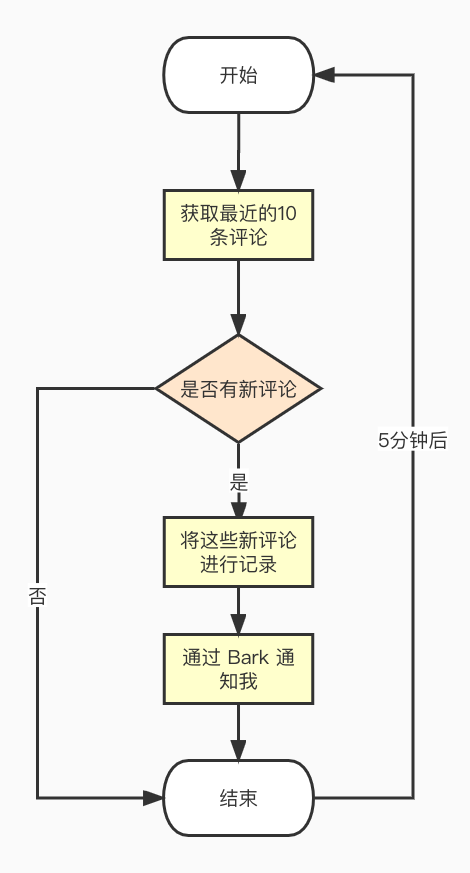 开始
获取最近的10
条评论
是否有新评论
5分钟后
是
将这些新评论
进行记录
否
通过 Bark 通
知我
结束